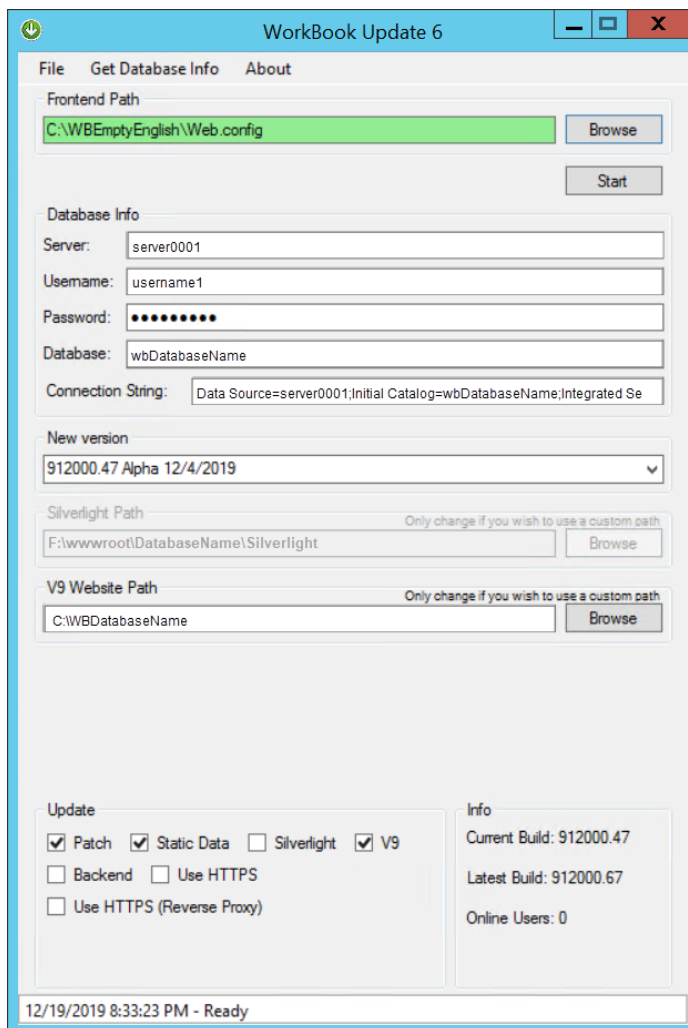 WorkBook Update 6
File Get Database Info About
Frontend Path
C:\WBEmptyEnglish\Web.config Browse
Start
Database Info
Server: server0001
Username: username1
Password: ●●●●●●●●●
Database: wbDatabaseName
Connection String: Data Source=server0001;Initial Catalog=wbDatabaseName;Integrated Se
New version
912000.47 Alpha 12/4/2019
Silverlight Path Only change if you wish to use a custom path
F:\wwwroot\DatabaseName\Silverlight Browse
V9 Website Path Only change if you wish to use a custom path
C:\WBDatabaseName Browse
Update
Patch Static Data Silverlight V9
Backend Use HTTPS
Use HTTPS (Reverse Proxy)
Info
Current Build: 912000.47
Latest Build: 912000.67
Online Users: 0
12/19/2019 8:33:23 PM - Ready